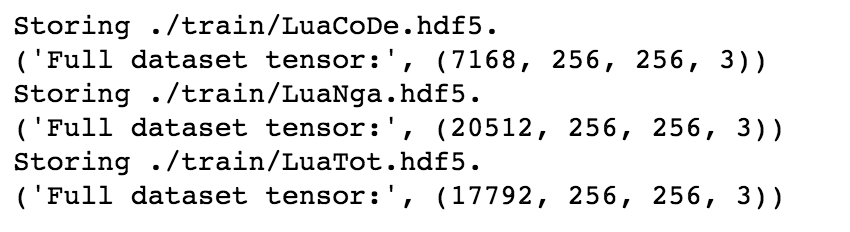 Storing ./train/LuaCoDe.hdf5.
('Full dataset tensor:', (7168, 256, 256, 3))
Storing ./train/LuaNga.hdf5.
('Full dataset tensor:', (20512, 256, 256, 3))
Storing ./train/LuaTot.hdf5.
('Full dataset tensor:', (17792, 256, 256, 3))